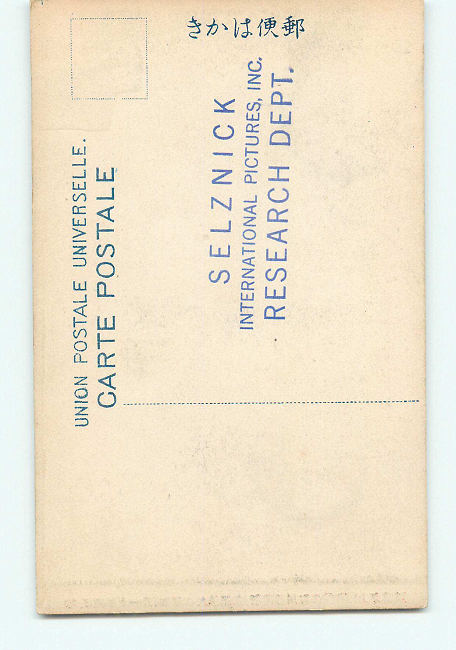 郵便はかき
UNION POSTALE UNIVERSELLE.
CARTE POSTALE
SELZNICK
INTERNATIONAL PICTURES, INC.
RESEARCH DEPT.